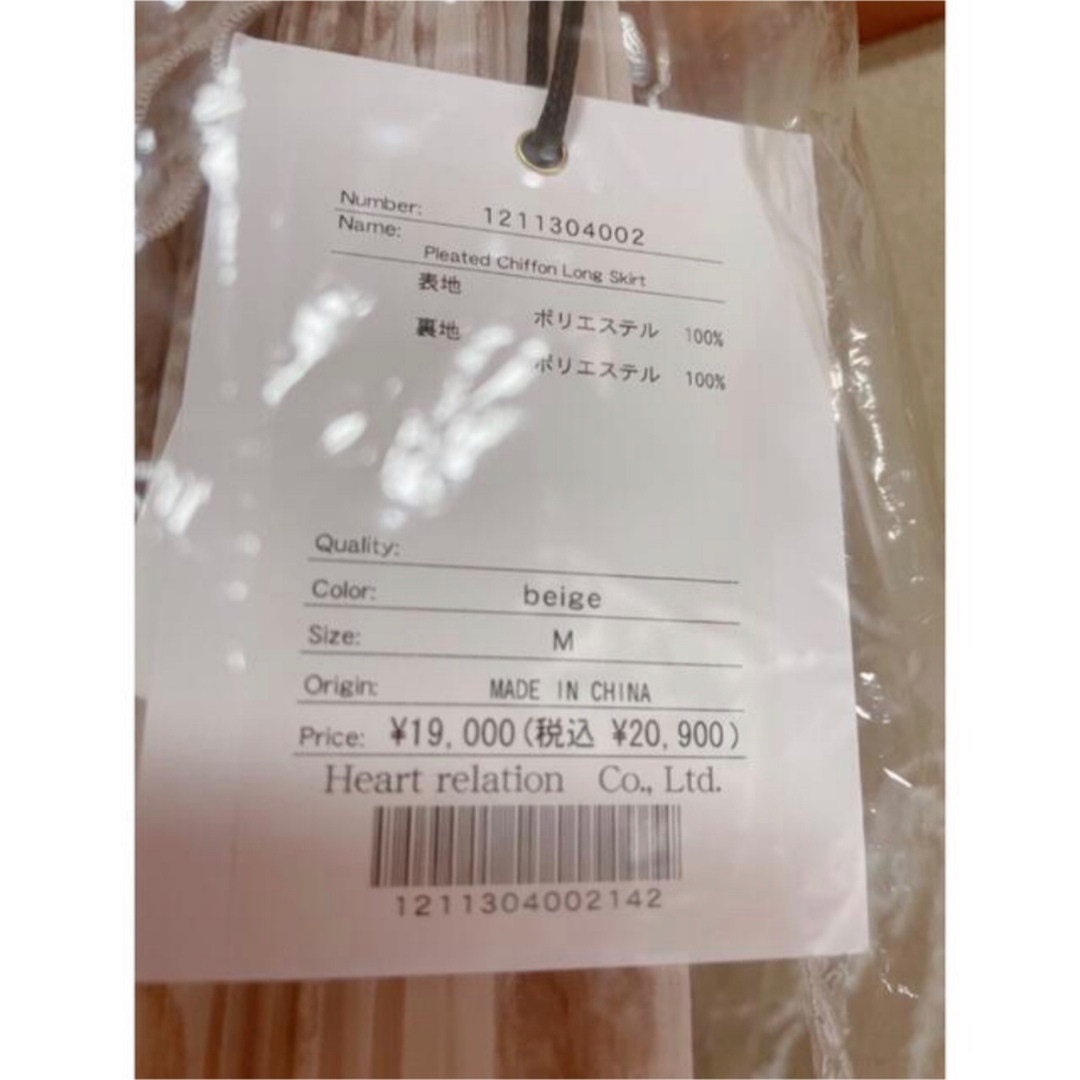 Number: 1211304002
Name:
Pleated Chiffon Long Skirt
表地
ポリエステル 100%
裏地
ポリエステル 100%
Quality:
Color: beige
Size: M
Origin: MADE IN CHINA
Price: ¥19,000(税込 ¥20,900)
Heart relation Co., Ltd.
1211304002142